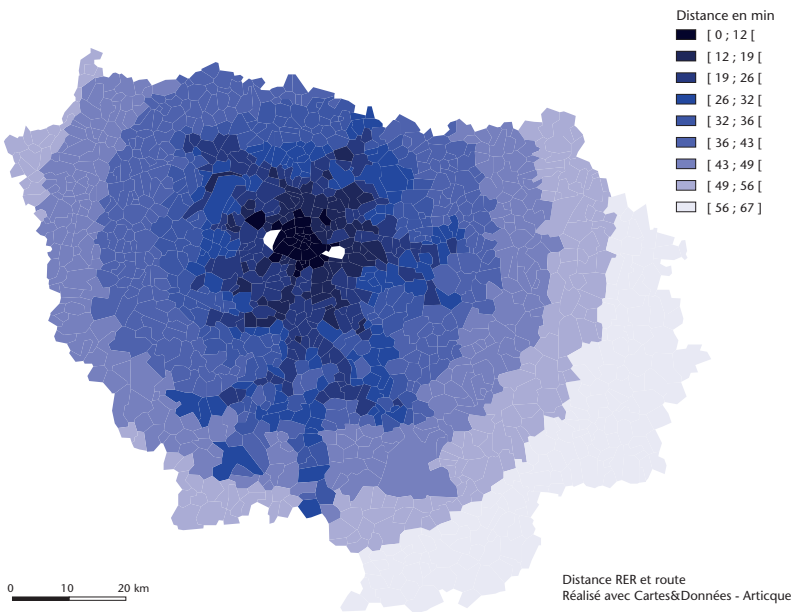 Distance en min
[ 0 ; 12 [
[ 12 ; 19 [
[ 19 ; 26 [
[ 26 ; 32 [
[ 32 ; 36 [
[ 36 ; 43 [
[ 43 ; 49 [
[ 49 ; 56 [
[ 56 ; 67 ]
0 10 20 km
Distance RER et route
Réalisé avec Cartes&Données - Articque